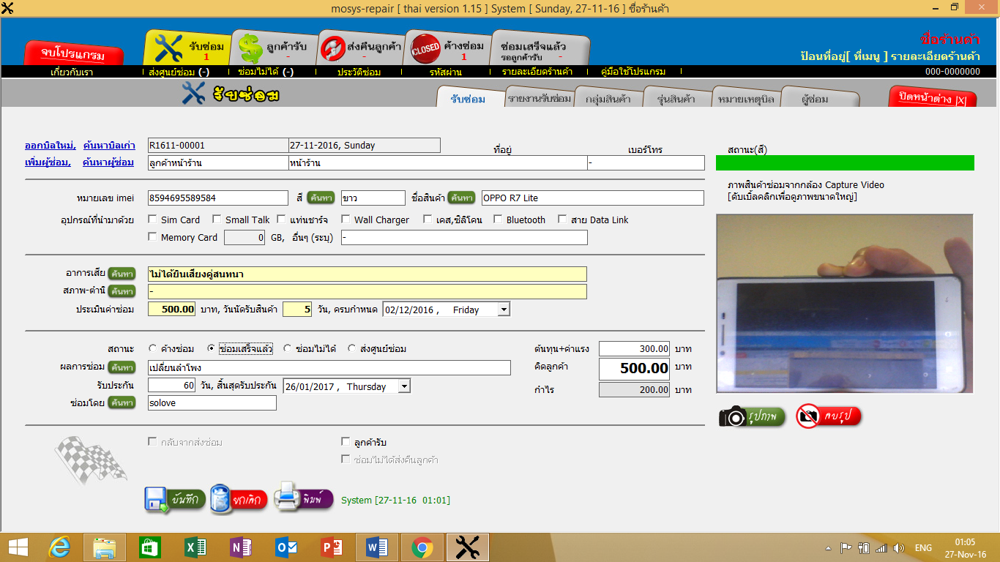 mosys-repair [ thai version 1.15 ] System [ Sunday, 27-11-16 ] ชื่อร้านค้า
จบโปรแกรม
รับซ่อม 1
ลูกค้ารับ -
ส่งคืนลูกค้า -
CLOSED ค้างซ่อม 1
ซ่อมเสร็จแล้ว
รอลูกค้ารับ -
ชื่อร้านค้า
ป้อนที่อยู่[ ที่เมนู ] รายละเอียดร้านค้า
เกี่ยวกับเรา | ส่งศูนย์ซ่อม (-) | ซ่อมไม่ได้ (-) | ประวัติซ่อม | รหัสผ่าน | รายละเอียดร้านค้า | คู่มือใช้โปรแกรม | 000-0000000
รับซ่อม
รับซ่อม รายงานรับซ่อม กลุ่มสินค้า รุ่นสินค้า หมายเหตุบิล ผู้ซ่อม ปิดหน้าต่าง |X|
ออกบิลใหม่, ค้นหาบิลเก่า R1611-00001 27-11-2016, Sunday ที่อยู่ เบอร์โทร สถานะ(สี)
เพิ่มผู้ซ่อม, ค้นหาผู้ซ่อม ลูกค้าหน้าร้าน หน้าร้าน -
ภาพสินค้าซ่อมจากกล้อง Capture Video
[ดับเบิ้ลคลิกเพื่อดูภาพขนาดใหญ่]
หมายเลข imei 8594695589584 สี ค้นหา ขาว ชื่อสินค้า ค้นหา OPPO R7 Lite
อุปกรณ์ที่นำมาด้วย Sim Card Small Talk แท่นชาร์จ Wall Charger เคส,ซิลิโคน Bluetooth สาย Data Link
Memory Card 0 GB, อื่นๆ (ระบุ) -
อาการเสีย ค้นหา ไม่ได้ยินเสียงคู่สนทนา
สภาพ-ตำหนิ ค้นหา -
ประเมินค่าซ่อม 500.00 บาท, วันนัดรับสินค้า 5 วัน, ครบกำหนด 02/12/2016 , Friday
สถานะ ค้างซ่อม ซ่อมเสร็จแล้ว ซ่อมไม่ได้ ส่งศูนย์ซ่อม ต้นทุน+ค่าแรง 300.00 บาท
ผลการซ่อม ค้นหา เปลี่ยนลำโพง คิดลูกค้า 500.00 บาท
รับประกัน 60 วัน, สิ้นสุดรับประกัน 26/01/2017 , Thursday กำไร 200.00 บาท
ซ่อมโดย ค้นหา solove
รูปภาพ ลบรูป
กลับจากส่งซ่อม ลูกค้ารับ
ซ่อมไม่ได้ส่งคืนลูกค้า
บันทึก ยกเลิก พิมพ์ System [27-11-16 01:01]
ENG 01:05
27-Nov-16